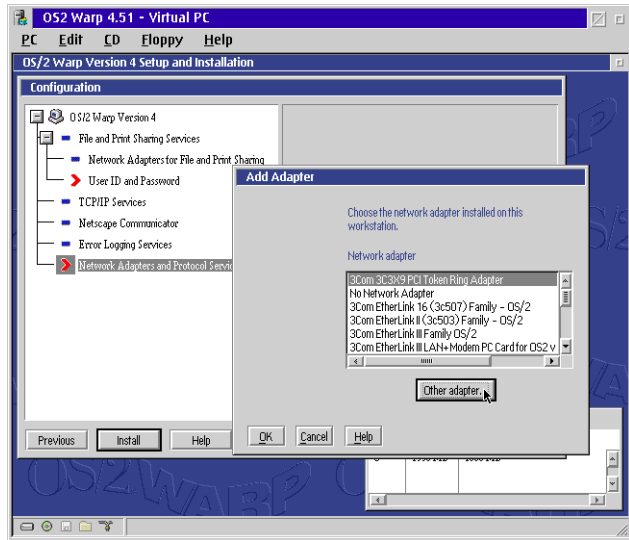 OS2 Warp 4.51 - Virtual PC
PC Edit CD Floppy Help
OS/2 Warp Version 4 Setup and Installation
Configuration
OS/2 Warp Version 4
File and Print Sharing Services
Network Adapters for File and Print Sharing
User ID and Password
TCP/IP Services
Netscape Communicator
Error Logging Services
Network Adapters and Protocol Servic
Add Adapter
Choose the network adapter installed on this
workstation.
Network adapter
3Com 3C3X9 PCI Token Ring Adapter
No Network Adapter
3Com EtherLink 16 (3c507) Family - OS/2
3Com EtherLink II (3c503) Family - OS/2
3Com EtherLink III Family OS/2
3Com EtherLink III LAN+Modem PC Card for OS2 v
Other adapter.
OK Cancel Help
Previous Install Help
OS/2 WARP